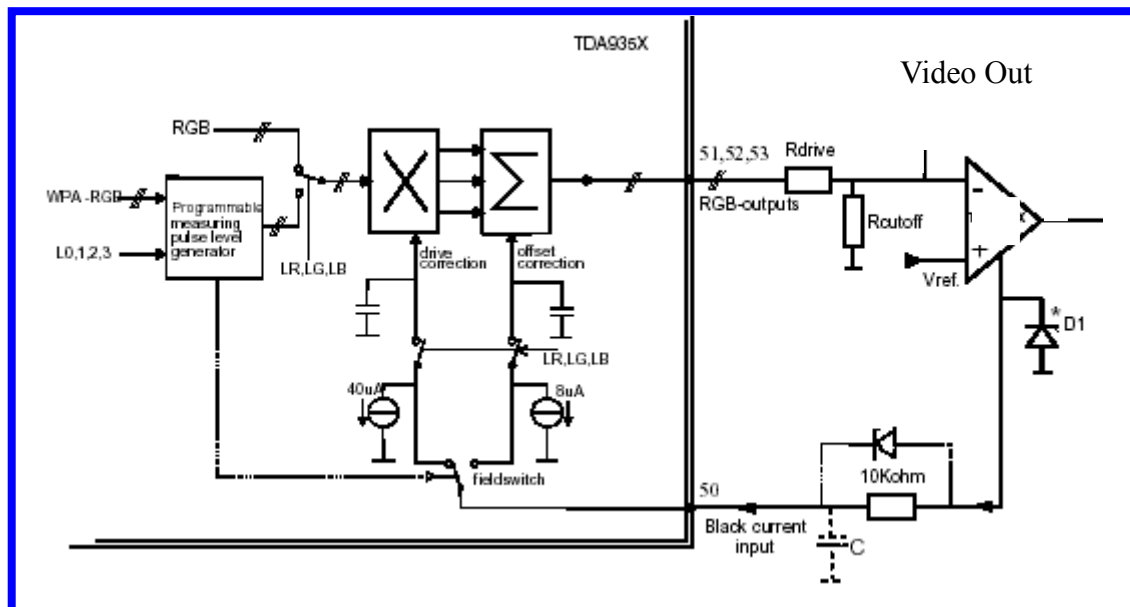 TDA935X
Video Out
RGB
WPA-RGB
Programmable
measuring
pulse level
generator
L0,1,2,3
LR,LG,LB
drive
correction
offset
correction
LR,LG,LB
40uA
8uA
fieldswitch
51,52,53
RGB-outputs
Rdrive
Rcutoff
-
+
Vref.
*
D1
10Kohm
50
Black current
input
C